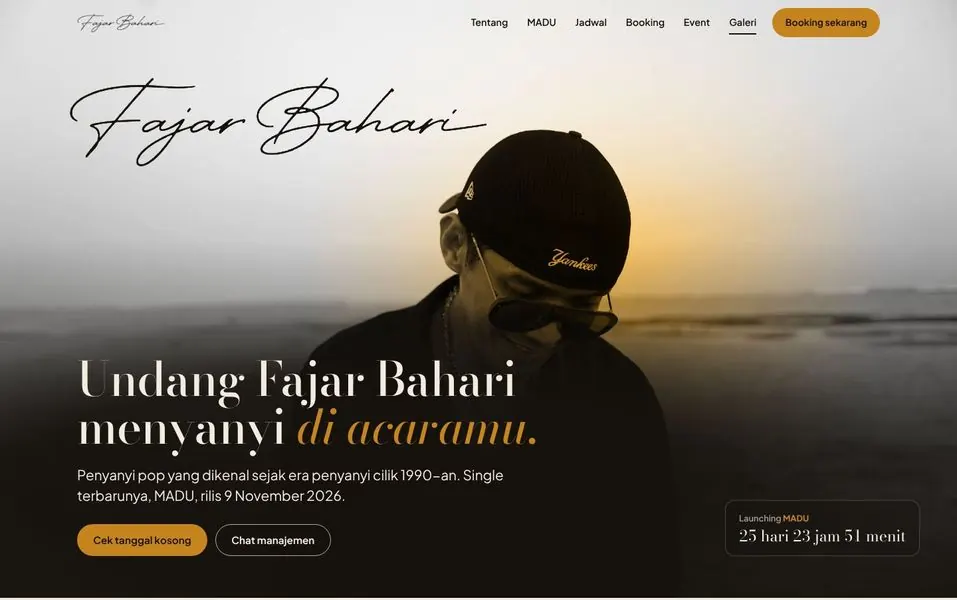 Fajar Bahari
Tentang MADU Jadwal Booking Event Galeri Booking sekarang
Fajar Bahari
Yankees
Undang Fajar Bahari
menyanyi di acaramu.
Penyanyi pop yang dikenal sejak era penyanyi cilik 1990–an. Single
terbarunya, MADU, rilis 9 November 2026.
Cek tanggal kosong Chat manajemen
Launching MADU
25 hari 23 jam 51 menit